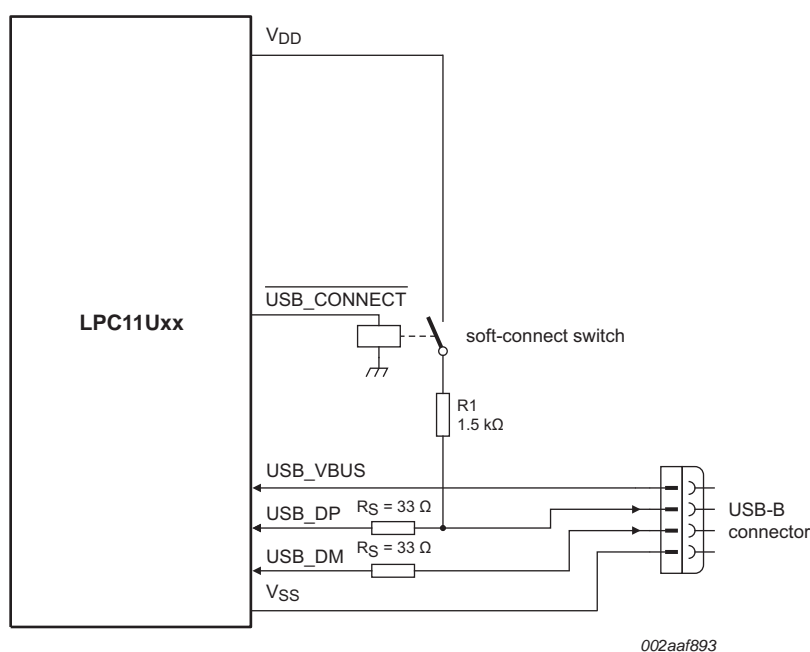 VDD
USB_CONNECT
LPC11Uxx
soft-connect switch
R1
1.5 kΩ
USB_VBUS
USB_DP
RS = 33 Ω
USB-B
connector
RS = 33 Ω
USB_DM
VSS
002aaf893